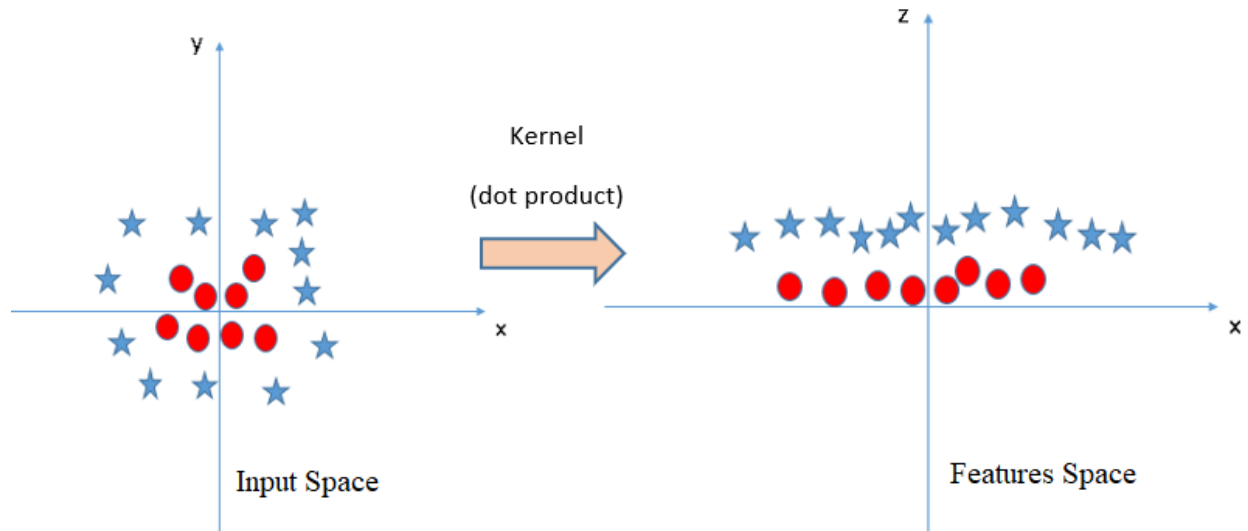 y
x
Input Space
Kernel
(dot product)
z
x
Features Space